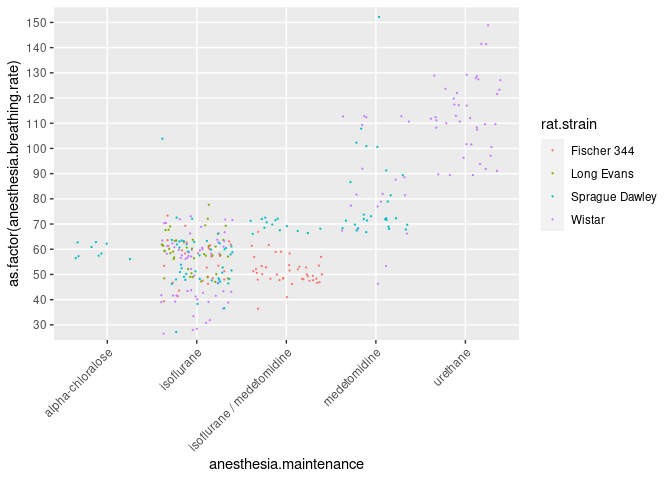 150
140
130
120
110
100
90
80
70
60
50
40
30
as.factor(anesthesia.breathing.rate)
alpha-chloralose
isoflurane
isoflurane / medetomidine
medetomidine
urethane
anesthesia.maintenance
rat.strain
Fischer 344
Long Evans
Sprague Dawley
Wistar